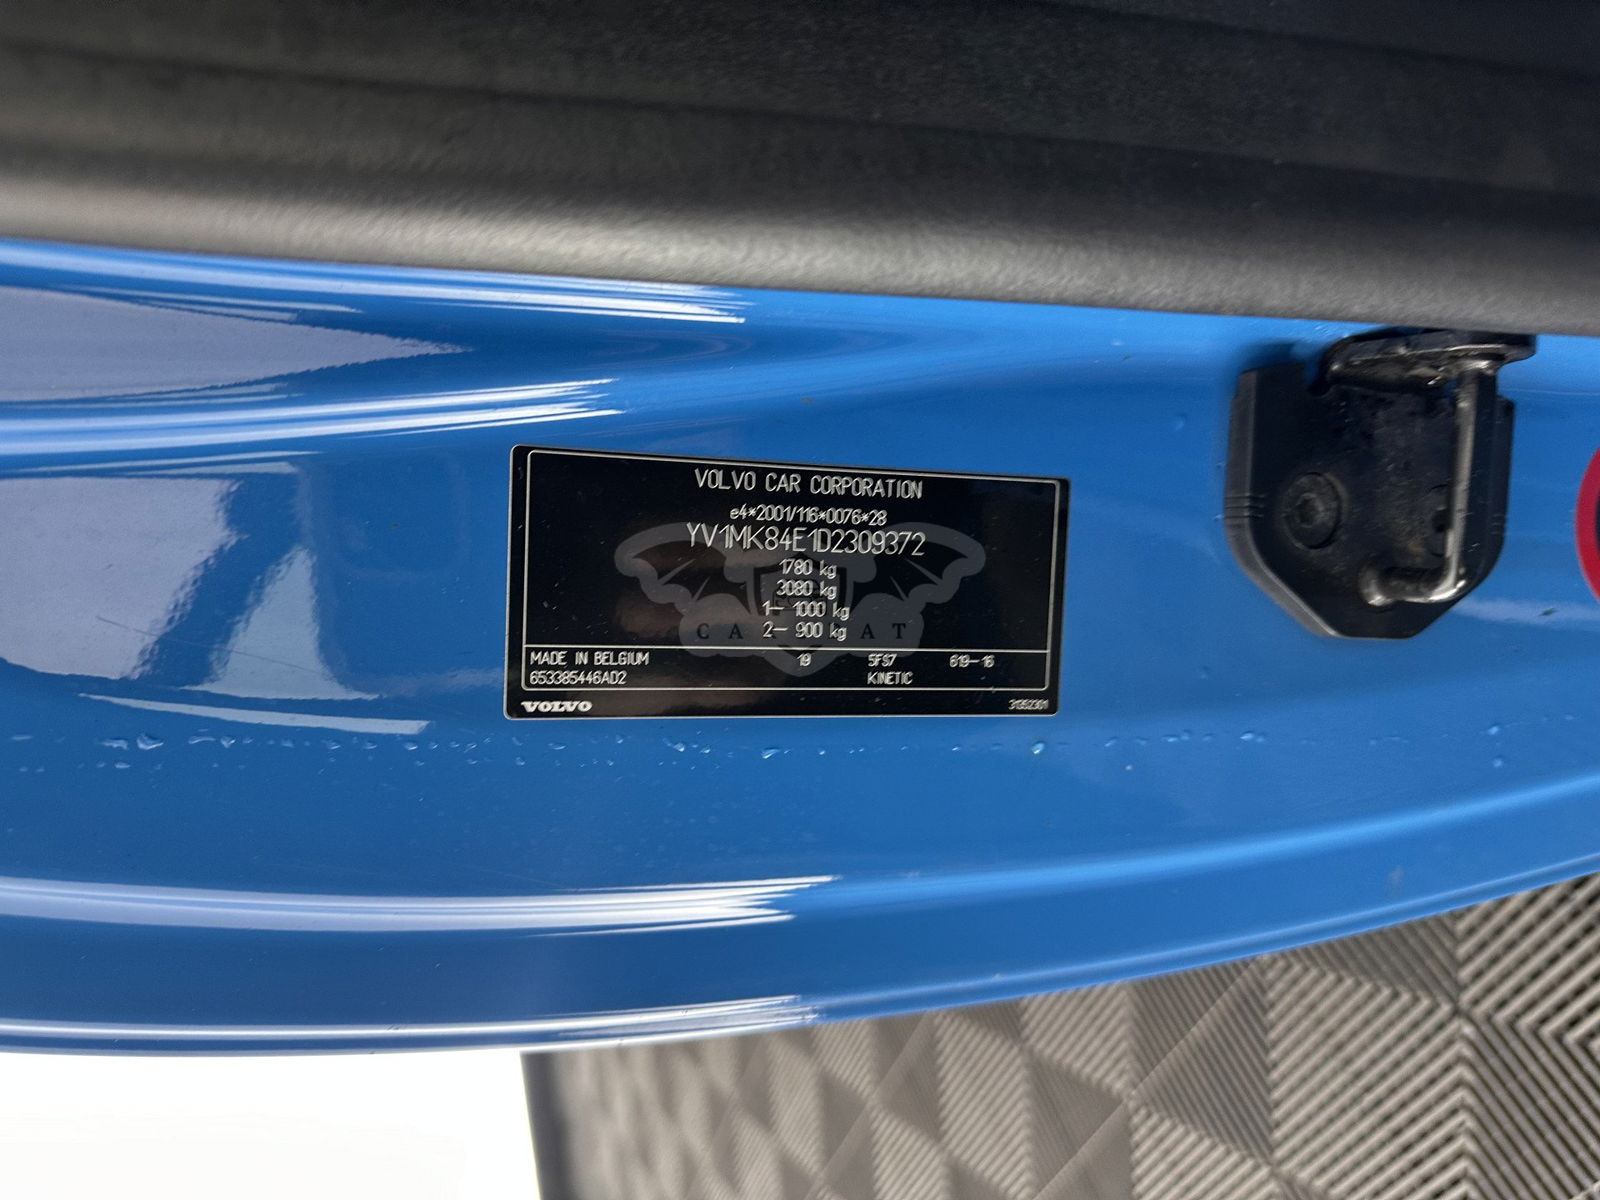 VOLVO CAR CORPORATION
e4*2001/116*0076*28
YV1MK84E1D2309372
1780 kg
3080 kg
1– 1000 kg
2– 900 kg
MADE IN BELGIUM 19 5FS7 619–16
653385446AD2 KINETIC
VOLVO 31352301